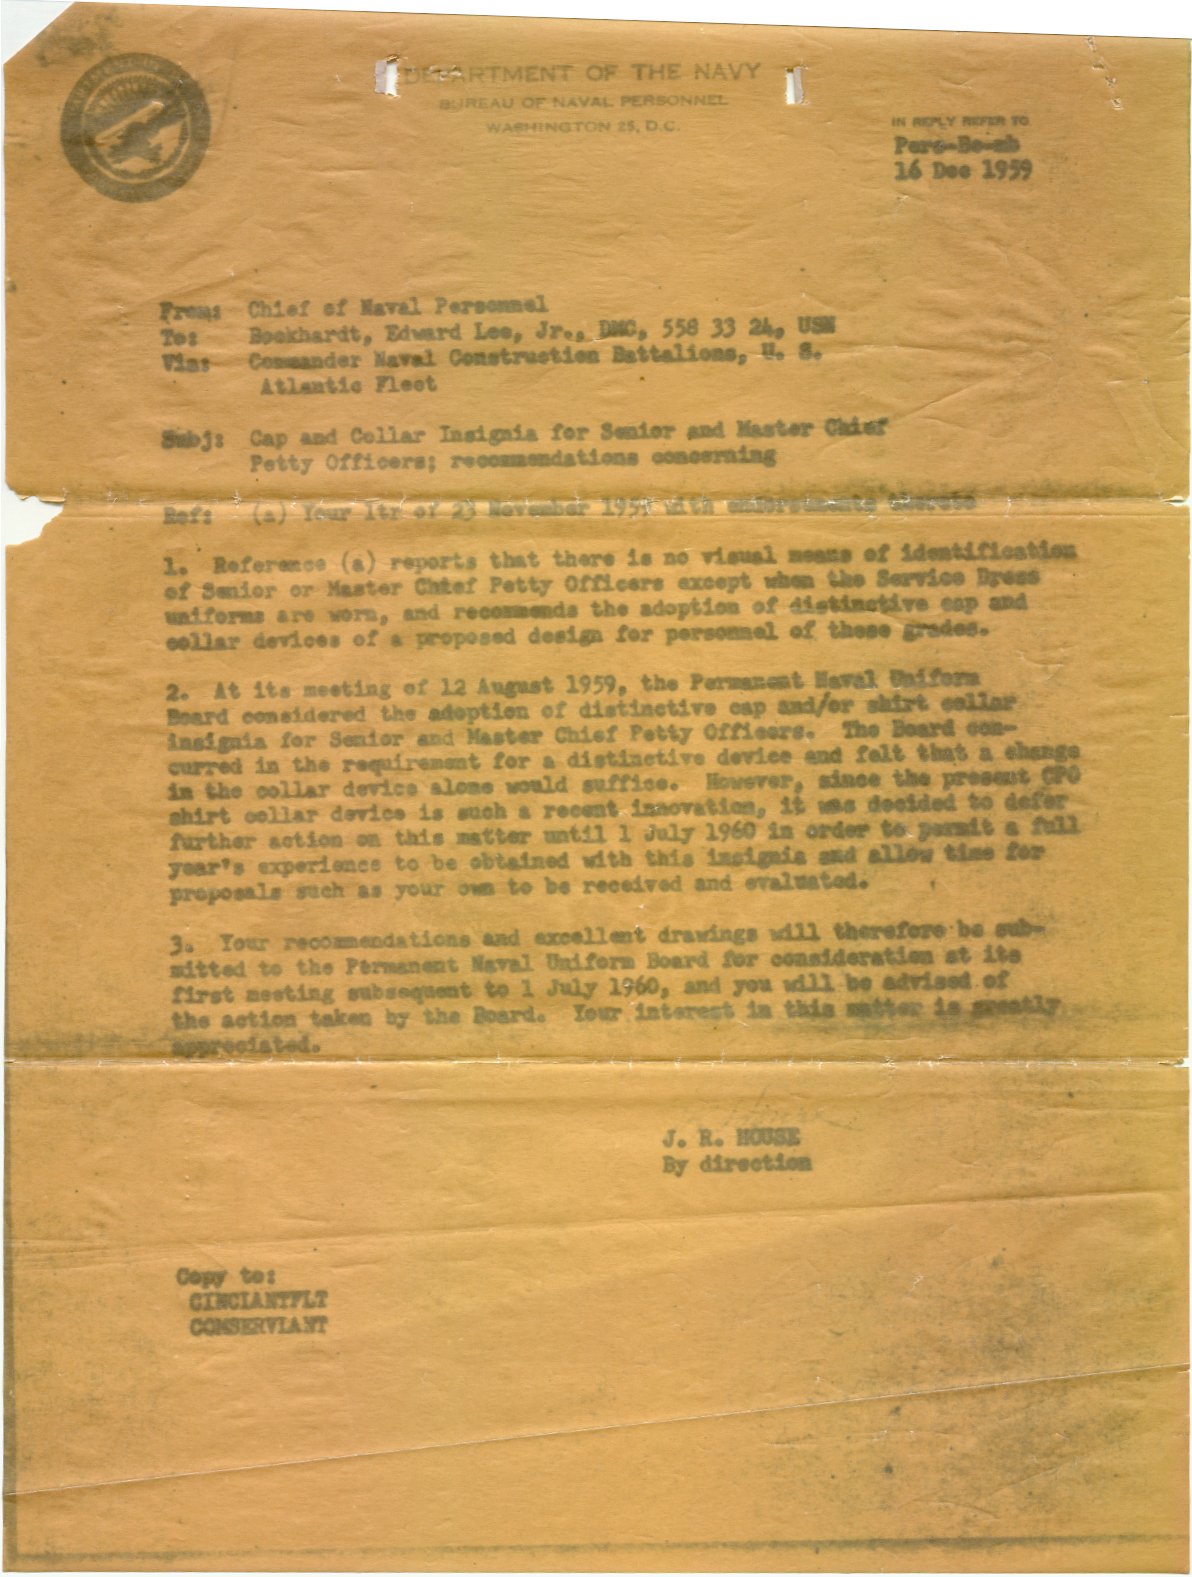 DEPARTMENT OF THE NAVY
BUREAU OF NAVAL PERSONNEL
WASHINGTON 25, D.C.
IN REPLY REFER TO
16 Dec 1959
From: Chief of Naval Personnel
To: Bockhardt, Edward Lee, Jr., DMC, 558 33 24, USN
Via: Commander Naval Construction Battalions, U. S.
Atlantic Fleet
Subj: Cap and Collar Insignia for Senior and Master Chief
Petty Officers; recommendations concerning
Ref: (a) Your ltr of 23 November 1959 with endorsements thereto
1. Reference (a) reports that there is no visual means of identification
of Senior or Master Chief Petty Officers except when the Service Dress
uniforms are worn, and recommends the adoption of distinctive cap and
collar devices of a proposed design for personnel of these grades.
2. At its meeting of 12 August 1959, the Permanent Naval Uniform
Board considered the adoption of distinctive cap and/or shirt collar
insignia for Senior and Master Chief Petty Officers. The Board con-
curred in the requirement for a distinctive device and felt that a change
in the collar device alone would suffice. However, since the present CPO
shirt collar device is such a recent innovation, it was decided to defer
further action on this matter until 1 July 1960 in order to permit a full
year's experience to be obtained with this insignia and allow time for
proposals such as your own to be received and evaluated.
3. Your recommendations and excellent drawings will therefore be sub-
mitted to the Permanent Naval Uniform Board for consideration at its
first meeting subsequent to 1 July 1960, and you will be advised of
the action taken by the Board. Your interest in this matter is greatly
appreciated.
J. R. HOUSE
By direction
Copy to:
CINCLANTFLT
COMSERVLANT